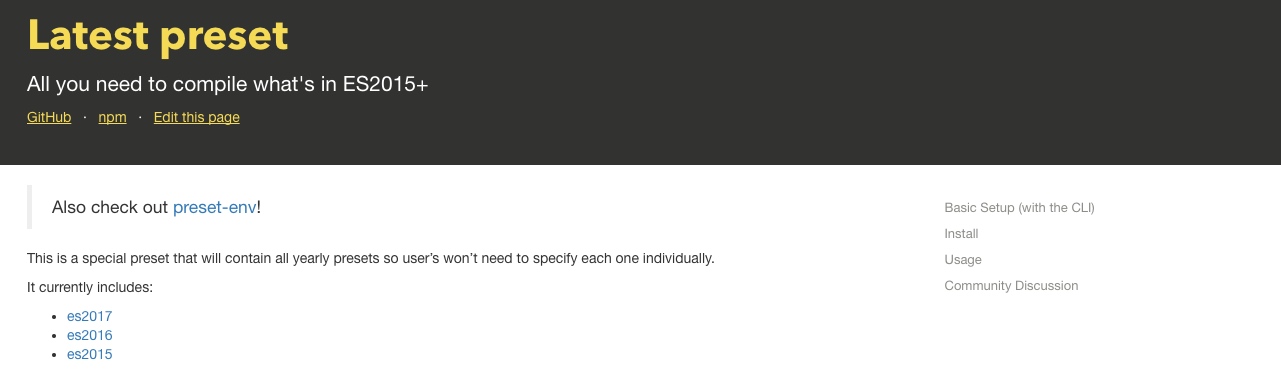 Latest preset
All you need to compile what's in ES2015+
GitHub · npm · Edit this page
Also check out preset-env!
This is a special preset that will contain all yearly presets so user’s won’t need to specify each one individually.
It currently includes:
• es2017
• es2016
• es2015
Basic Setup (with the CLI)
Install
Usage
Community Discussion